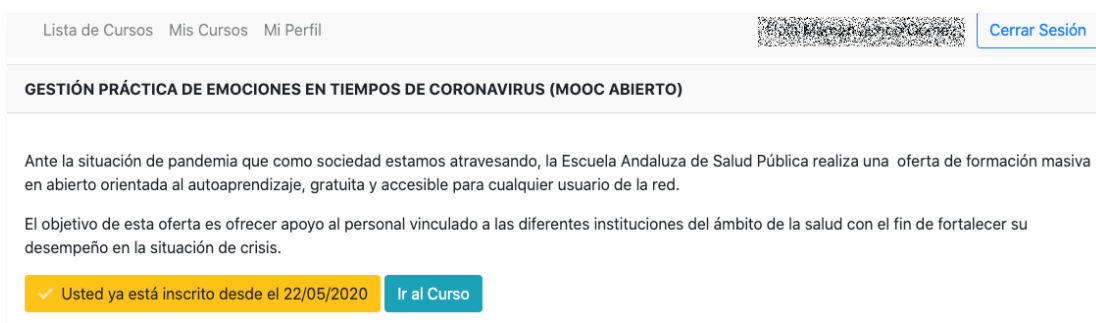 Lista de Cursos Mis Cursos Mi Perfil Cerrar Sesión
GESTIÓN PRÁCTICA DE EMOCIONES EN TIEMPOS DE CORONAVIRUS (MOOC ABIERTO)
Ante la situación de pandemia que como sociedad estamos atravesando, la Escuela Andaluza de Salud Pública realiza una oferta de formación masiva
en abierto orientada al autoaprendizaje, gratuita y accesible para cualquier usuario de la red.
El objetivo de esta oferta es ofrecer apoyo al personal vinculado a las diferentes instituciones del ámbito de la salud con el fin de fortalecer su
desempeño en la situación de crisis.
Usted ya está inscrito desde el 22/05/2020 Ir al Curso